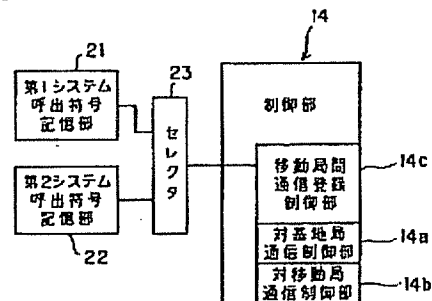 14
21
第1システム
呼出符号
記憶部
23
セレクタ
制御部
第2システム
呼出符号
記憶部
22
移動局間
通信登録
制御部
14c
対基地局
通信制御部
14a
対移動局
通信制御部
14b